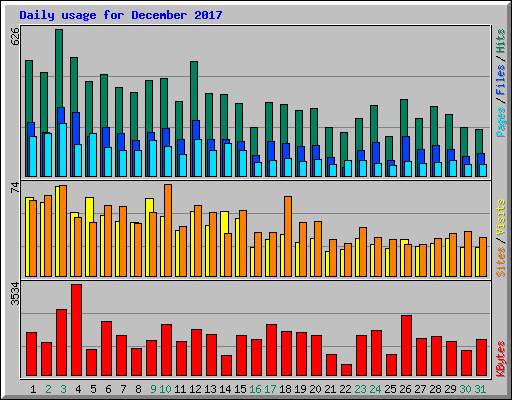 Daily usage for December 2017
626
Pages / Files / Hits
74
Sites / Visits
3534
KBytes
1 2 3 4 5 6 7 8 9 10 11 12 13 14 15 16 17 18 19 20 21 22 23 24 25 26 27 28 29 30 31